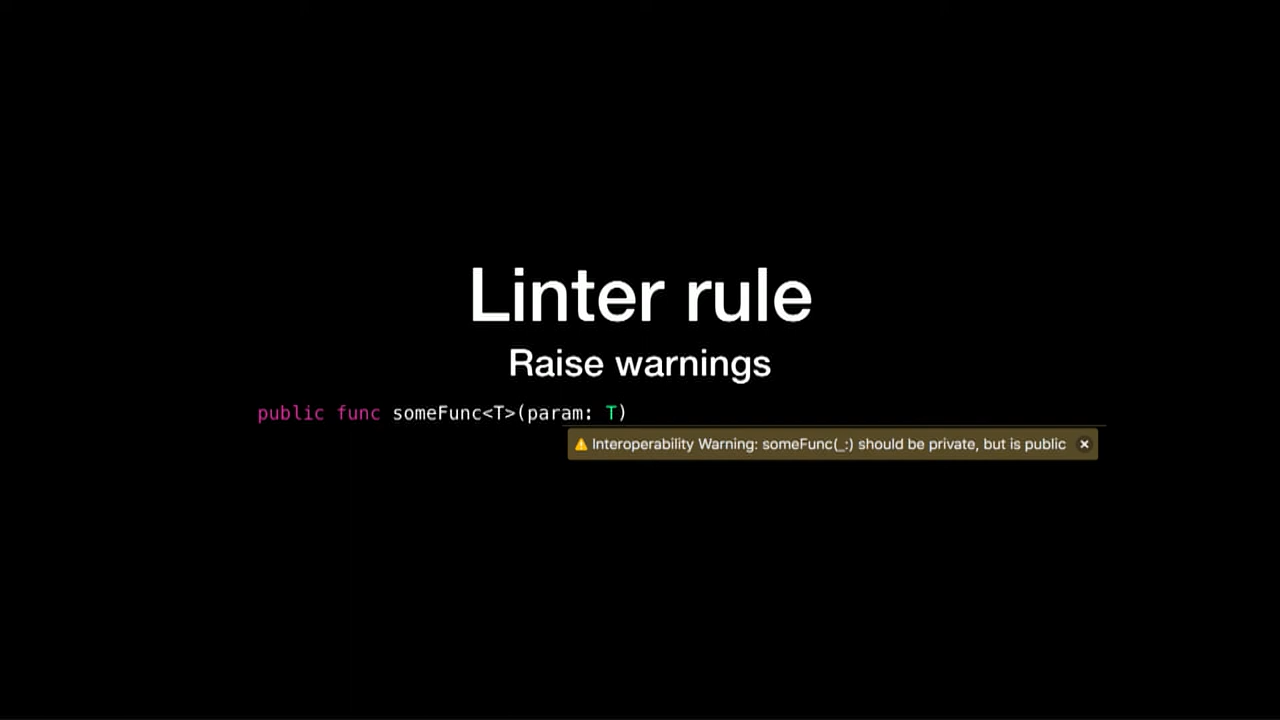 Linter rule
Raise warnings
public func someFunc<T>(param: T)
Interoperability Warning: someFunc(_:) should be private, but is public